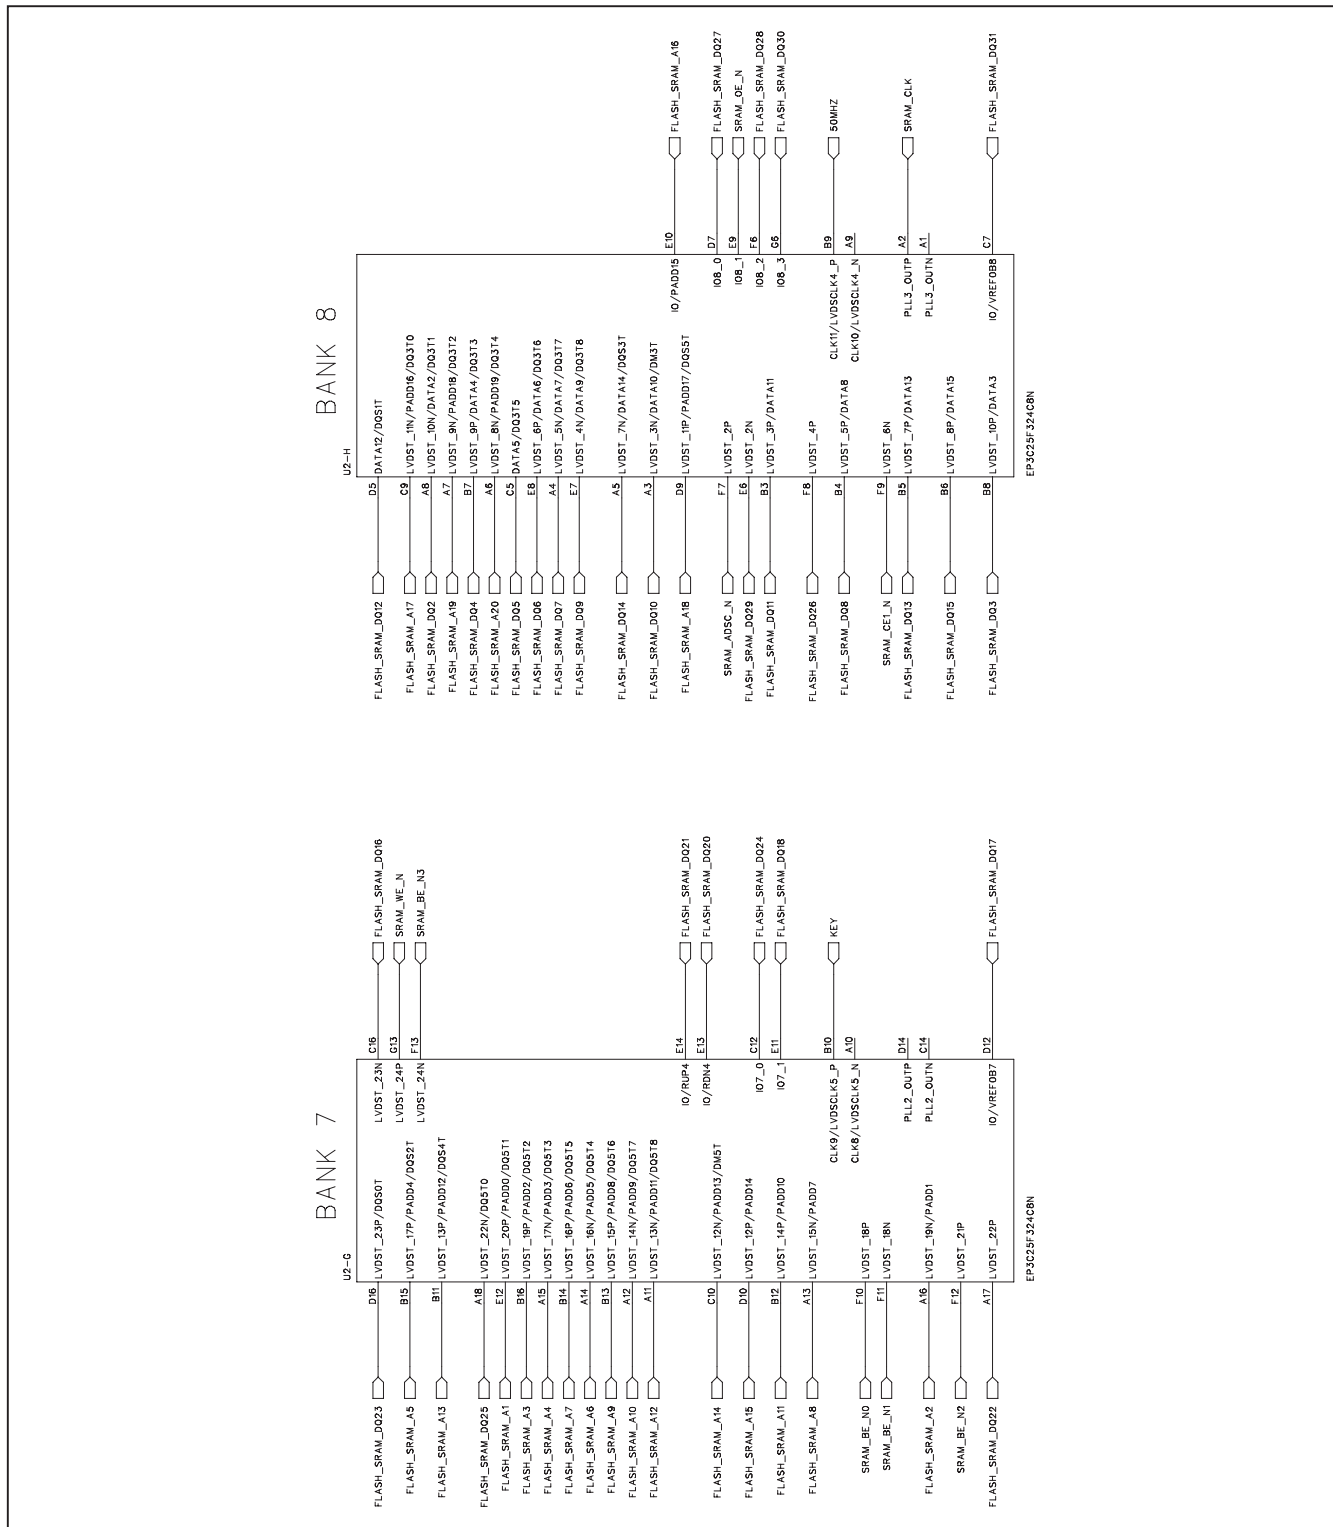 BANK 7
U2-G
FLASH_SRAM_DQ23 D16 LVDST_23P/DQS0T
FLASH_SRAM_A5 B15 LVDST_17P/PADD4/DQS2T
FLASH_SRAM_A13 B11 LVDST_13P/PADD12/DQS4T
FLASH_SRAM_DQ25 A18 LVDST_22N/DQ5T0
FLASH_SRAM_A1 E12 LVDST_20P/PADD0/DQ5T1
FLASH_SRAM_A3 B16 LVDST_19P/PADD2/DQ5T2
FLASH_SRAM_A4 A15 LVDST_17N/PADD3/DQ5T3
FLASH_SRAM_A7 B14 LVDST_16P/PADD6/DQ5T5
FLASH_SRAM_A6 A14 LVDST_16N/PADD5/DQ5T4
FLASH_SRAM_A9 B13 LVDST_15P/PADD8/DQ5T6
FLASH_SRAM_A10 A12 LVDST_14N/PADD9/DQ5T7
FLASH_SRAM_A12 A11 LVDST_13N/PADD11/DQ5T8
FLASH_SRAM_A14 C10 LVDST_12N/PADD13/DM5T
FLASH_SRAM_A15 D10 LVDST_12P/PADD14
FLASH_SRAM_A11 B12 LVDST_14P/PADD10
FLASH_SRAM_A8 A13 LVDST_15N/PADD7
SRAM_BE_N0 F10 LVDST_18P
SRAM_BE_N1 F11 LVDST_18N
FLASH_SRAM_A2 A16 LVDST_19N/PADD1
SRAM_BE_N2 F12 LVDST_21P
FLASH_SRAM_DQ22 A17 LVDST_22P
LVDST_23N C16 FLASH_SRAM_DQ16
LVDST_24P G13 SRAM_WE_N
LVDST_24N F13 SRAM_BE_N3
IO/RUP4 E14 FLASH_SRAM_DQ21
IO/RDN4 E13 FLASH_SRAM_DQ20
IO7_0 C12 FLASH_SRAM_DQ24
IO7_1 E11 FLASH_SRAM_DQ18
CLK9/LVDSCLK5_P B10 KEY
CLK8/LVDSCLK5_N A10
PLL2_OUTP D14
PLL2_OUTN C14
IO/VREF0B7 D12 FLASH_SRAM_DQ17
EP3C25F324C8N
BANK 8
U2-H
FLASH_SRAM_DQ12 D5 DATA12/DQS1T
FLASH_SRAM_A17 C9 LVDST_11N/PADD16/DQ3T0
FLASH_SRAM_DQ2 A8 LVDST_10N/DATA2/DQ3T1
FLASH_SRAM_A19 A7 LVDST_9N/PADD18/DQ3T2
FLASH_SRAM_DQ4 B7 LVDST_9P/DATA4/DQ3T3
FLASH_SRAM_A20 A6 LVDST_8N/PADD19/DQ3T4
FLASH_SRAM_DQ5 C5 DATA5/DQ3T5
FLASH_SRAM_DQ6 E8 LVDST_6P/DATA6/DQ3T6
FLASH_SRAM_DQ7 A4 LVDST_5N/DATA7/DQ3T7
FLASH_SRAM_DQ9 E7 LVDST_4N/DATA9/DQ3T8
FLASH_SRAM_DQ14 A5 LVDST_7N/DATA14/DQS3T
FLASH_SRAM_DQ10 A3 LVDST_3N/DATA10/DM3T
FLASH_SRAM_A18 D9 LVDST_11P/PADD17/DQS5T
SRAM_ADSC_N F7 LVDST_2P
FLASH_SRAM_DQ29 E6 LVDST_2N
FLASH_SRAM_DQ11 B3 LVDST_3P/DATA11
FLASH_SRAM_DQ26 F8 LVDST_4P
FLASH_SRAM_DQ8 B4 LVDST_5P/DATA8
SRAM_CE1_N F9 LVDST_6N
FLASH_SRAM_DQ13 B5 LVDST_7P/DATA13
FLASH_SRAM_DQ15 B6 LVDST_8P/DATA15
FLASH_SRAM_DQ3 B8 LVDST_10P/DATA3
IO/PADD15 E10 FLASH_SRAM_A16
IO8_0 D7 FLASH_SRAM_DQ27
IO8_1 E9 SRAM_OE_N
IO8_2 F6 FLASH_SRAM_DQ28
IO8_3 G6 FLASH_SRAM_DQ30
CLK11/LVDSCLK4_P B9 50MHZ
CLK10/LVDSCLK4_N A9
PLL3_OUTP A2 SRAM_CLK
PLL3_OUTN A1
IO/VREF0B8 C7 FLASH_SRAM_DQ31
EP3C25F324C8N